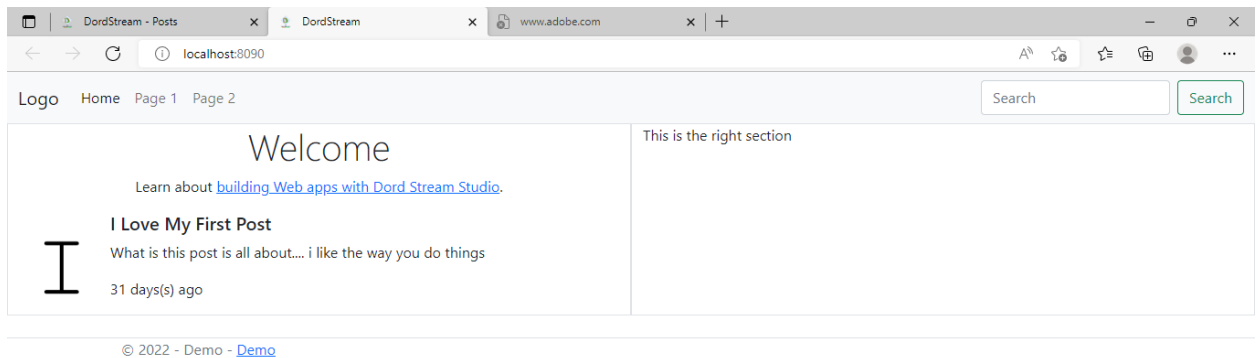 DordStream - Posts
DordStream
www.adobe.com
localhost:8090
Logo Home Page 1 Page 2 Search Search
Welcome
Learn about building Web apps with Dord Stream Studio.
I Love My First Post
What is this post is all about.... i like the way you do things
31 days(s) ago
This is the right section
© 2022 - Demo - Demo